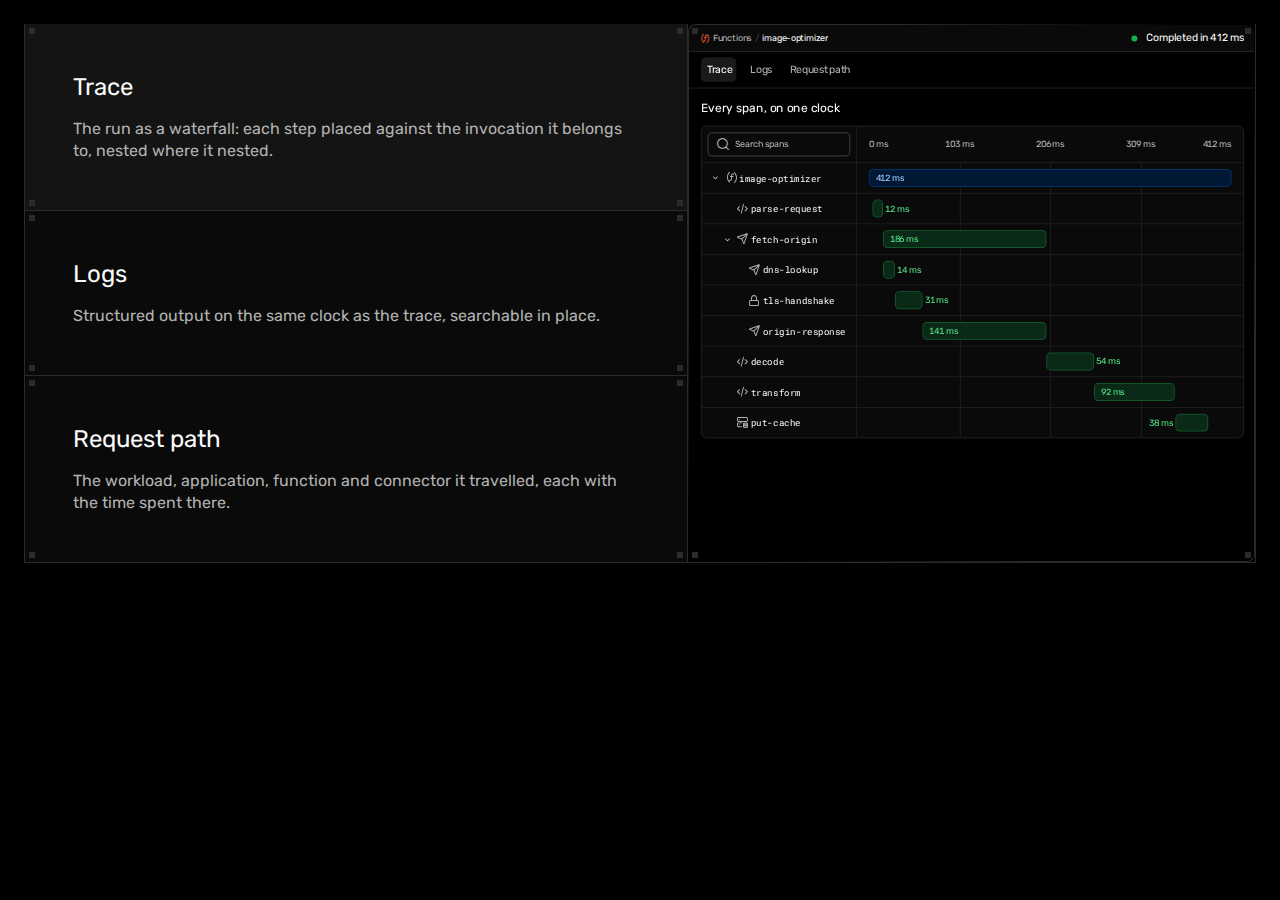 Trace
The run as a waterfall: each step placed against the invocation it belongs
to, nested where it nested.
Logs
Structured output on the same clock as the trace, searchable in place.
Request path
The workload, application, function and connector it travelled, each with
the time spent there.
Functions / image-optimizer
Completed in 412 ms
Trace Logs Request path
Every span, on one clock
Search spans
0 ms 103 ms 206 ms 309 ms 412 ms
image-optimizer 412 ms
parse-request 12 ms
fetch-origin 186 ms
dns-lookup 14 ms
tls-handshake 31 ms
origin-response 141 ms
decode 54 ms
transform 92 ms
put-cache 38 ms